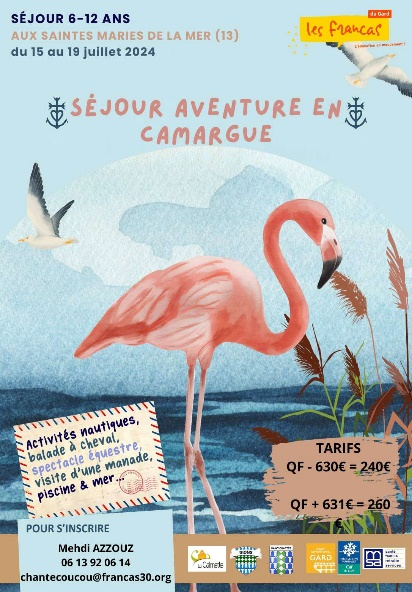 SÉJOUR 6-12 ANS
AUX SAINTES MARIES DE LA MER (13)
du 15 au 19 juillet 2024
du Gard
les francas
SÉJOUR AVENTURE EN
CAMARGUE
Activités nautiques,
balade à cheval,
spectacle équestre,
visite d'une manade,
piscine & mer...
TARIFS
QF - 630€ = 240€
QF + 631€ = 260
€
POUR S'INSCRIRE
Mehdi AZZOUZ
06 13 92 06 14
chantecoucou@francas30.org
La Calmette
GARD